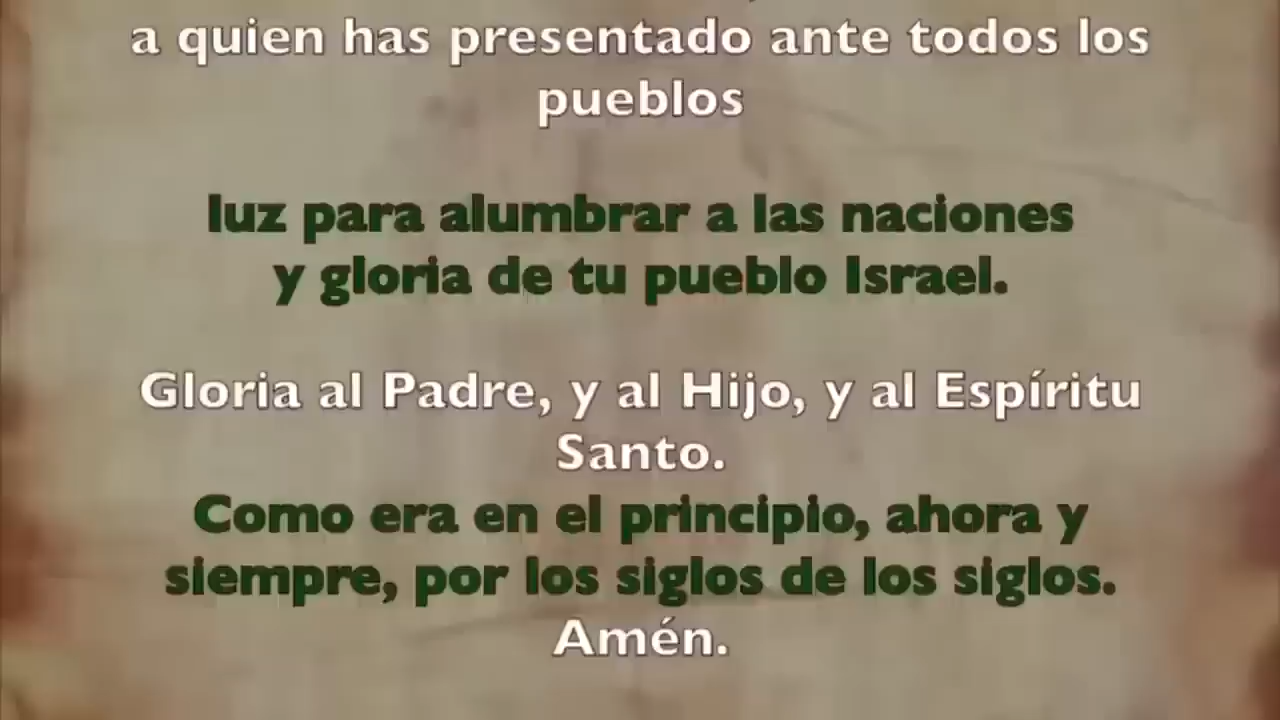 a quien has presentado ante todos los
pueblos
luz para alumbrar a las naciones
y gloria de tu pueblo Israel.
Gloria al Padre, y al Hijo, y al Espíritu
Santo.
Como era en el principio, ahora y
siempre, por los siglos de los siglos.
Amén.